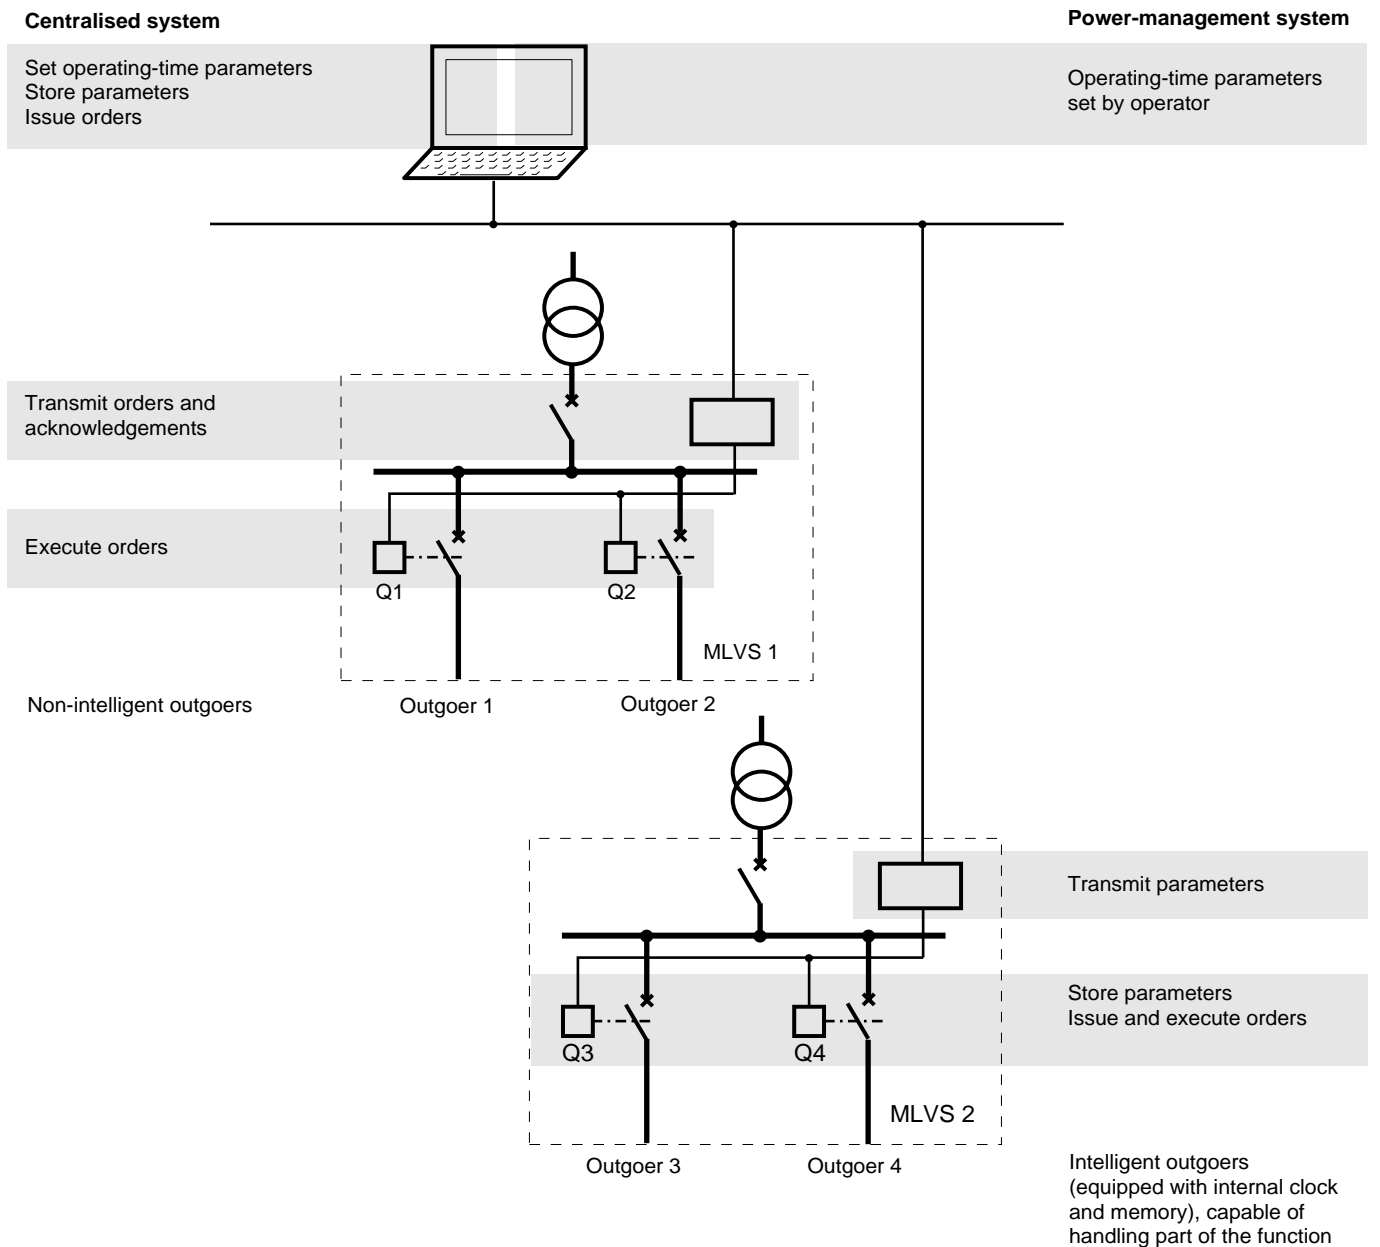 Centralised system
Power-management system
Set operating-time parameters
Store parameters
Issue orders
Operating-time parameters
set by operator
Transmit orders and
acknowledgements
Execute orders
Q1
Q2
MLVS 1
Non-intelligent outgoers
Outgoer 1
Outgoer 2
Transmit parameters
Store parameters
Issue and execute orders
Q3
Q4
MLVS 2
Outgoer 3
Outgoer 4
Intelligent outgoers
(equipped with internal clock
and memory), capable of
handling part of the function